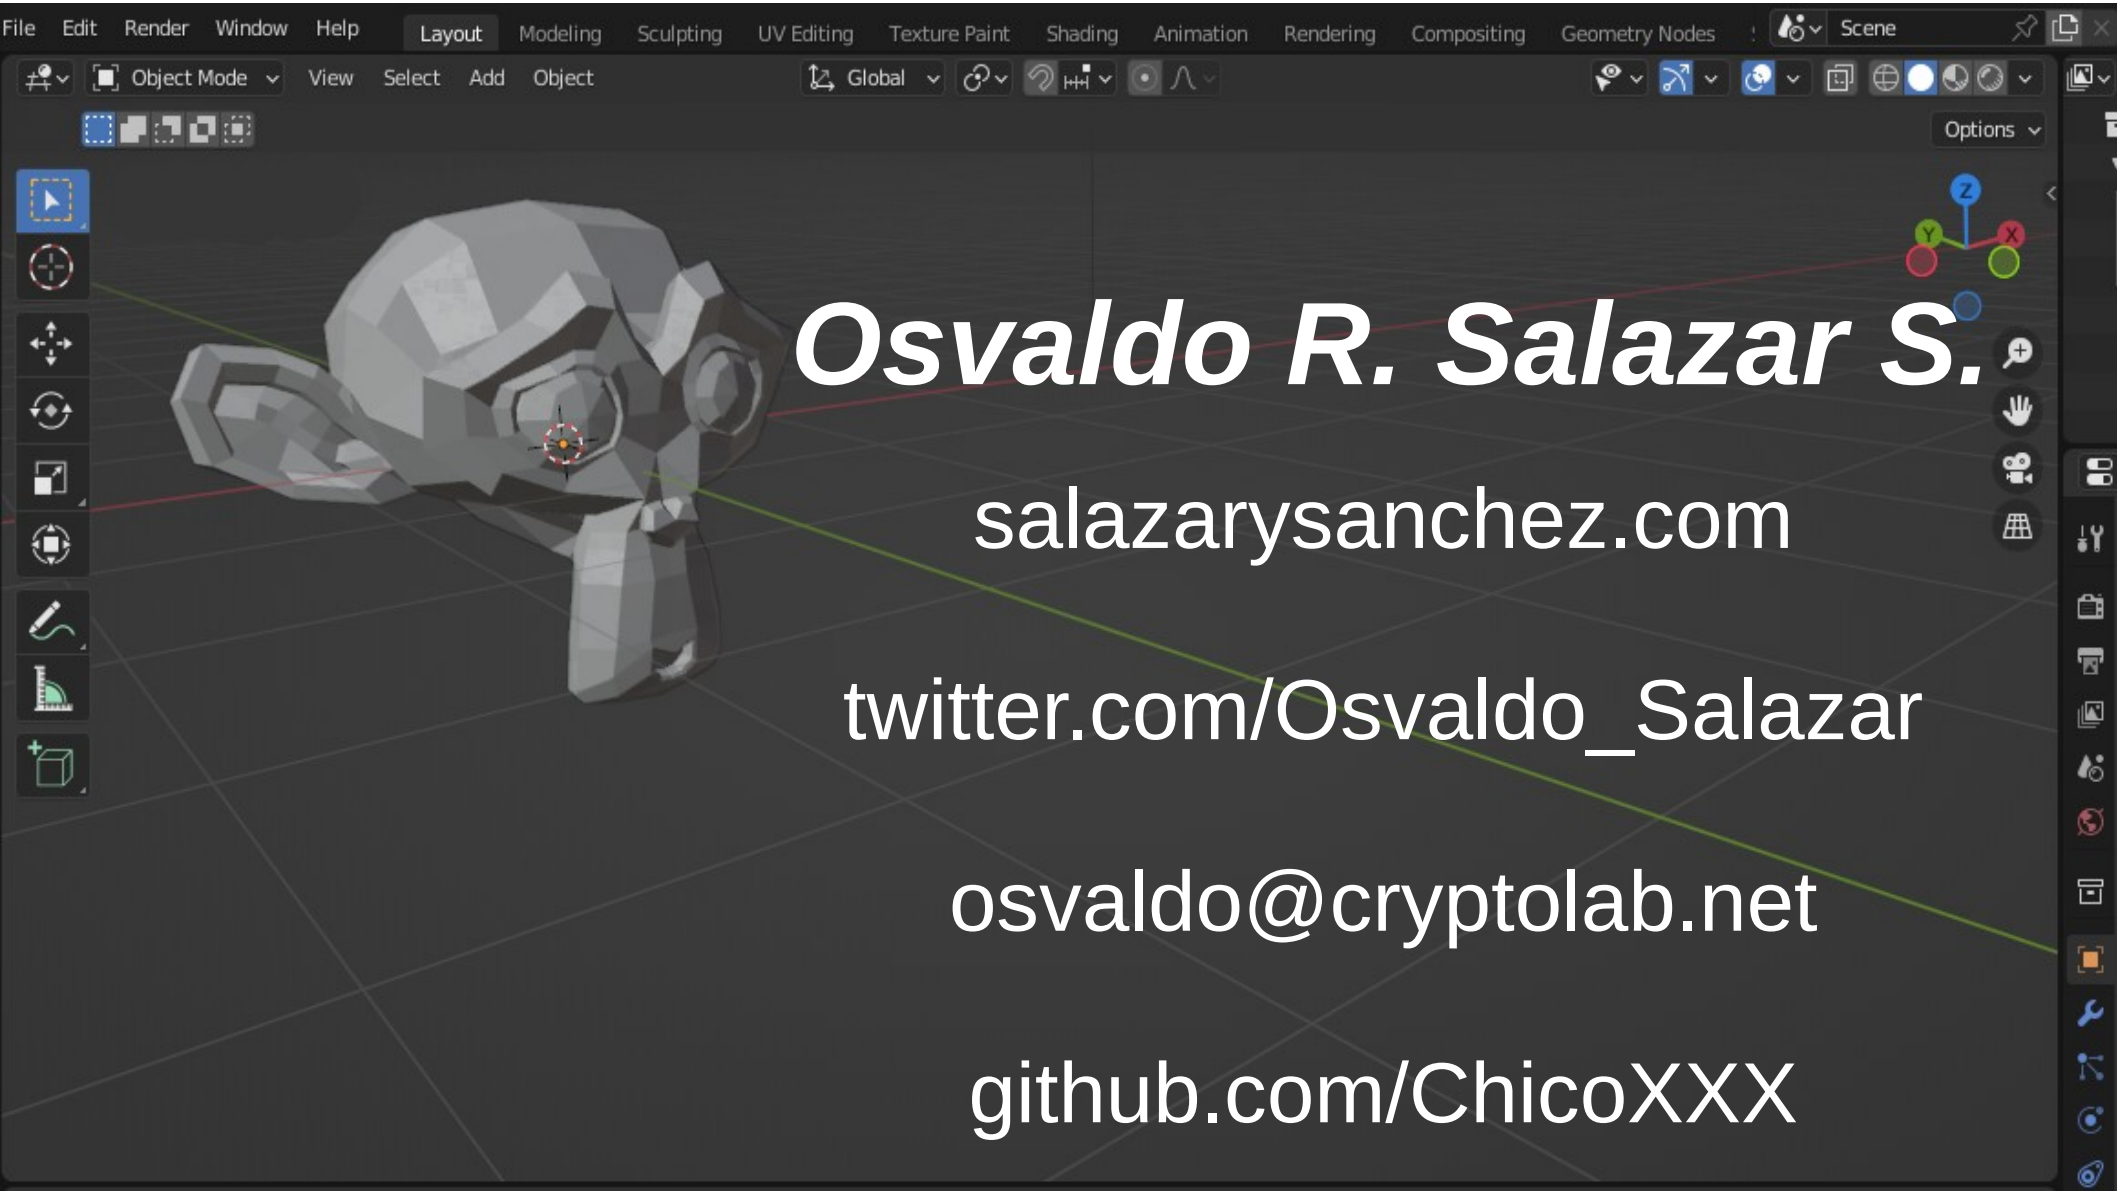 File Edit Render Window Help Layout Modeling Sculpting UV Editing Texture Paint Shading Animation Rendering Compositing Geometry Nodes Scene
Object Mode View Select Add Object Global
Options
Z
Y X
Osvaldo R. Salazar S.
salazarysanchez.com
twitter.com/Osvaldo_Salazar
osvaldo@cryptolab.net
github.com/ChicoXXX